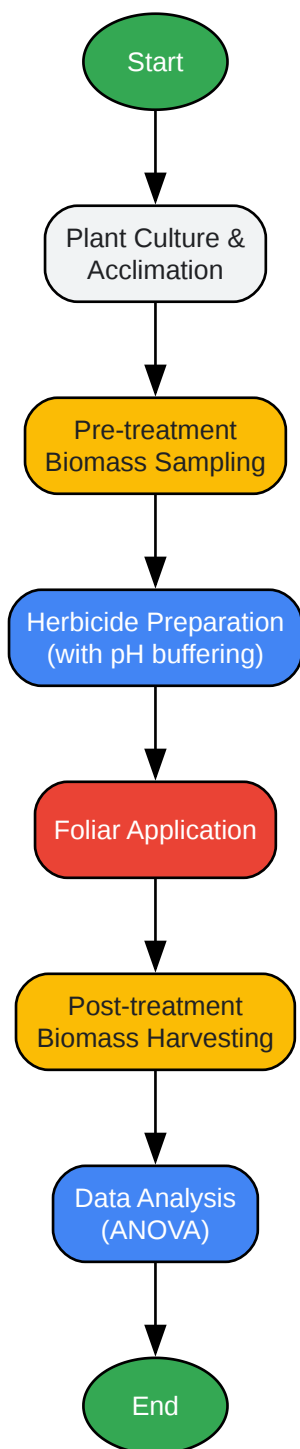 Start
Plant Culture &
Acclimation
Pre-treatment
Biomass Sampling
Herbicide Preparation
(with pH buffering)
Foliar Application
Post-treatment
Biomass Harvesting
Data Analysis
(ANOVA)
End